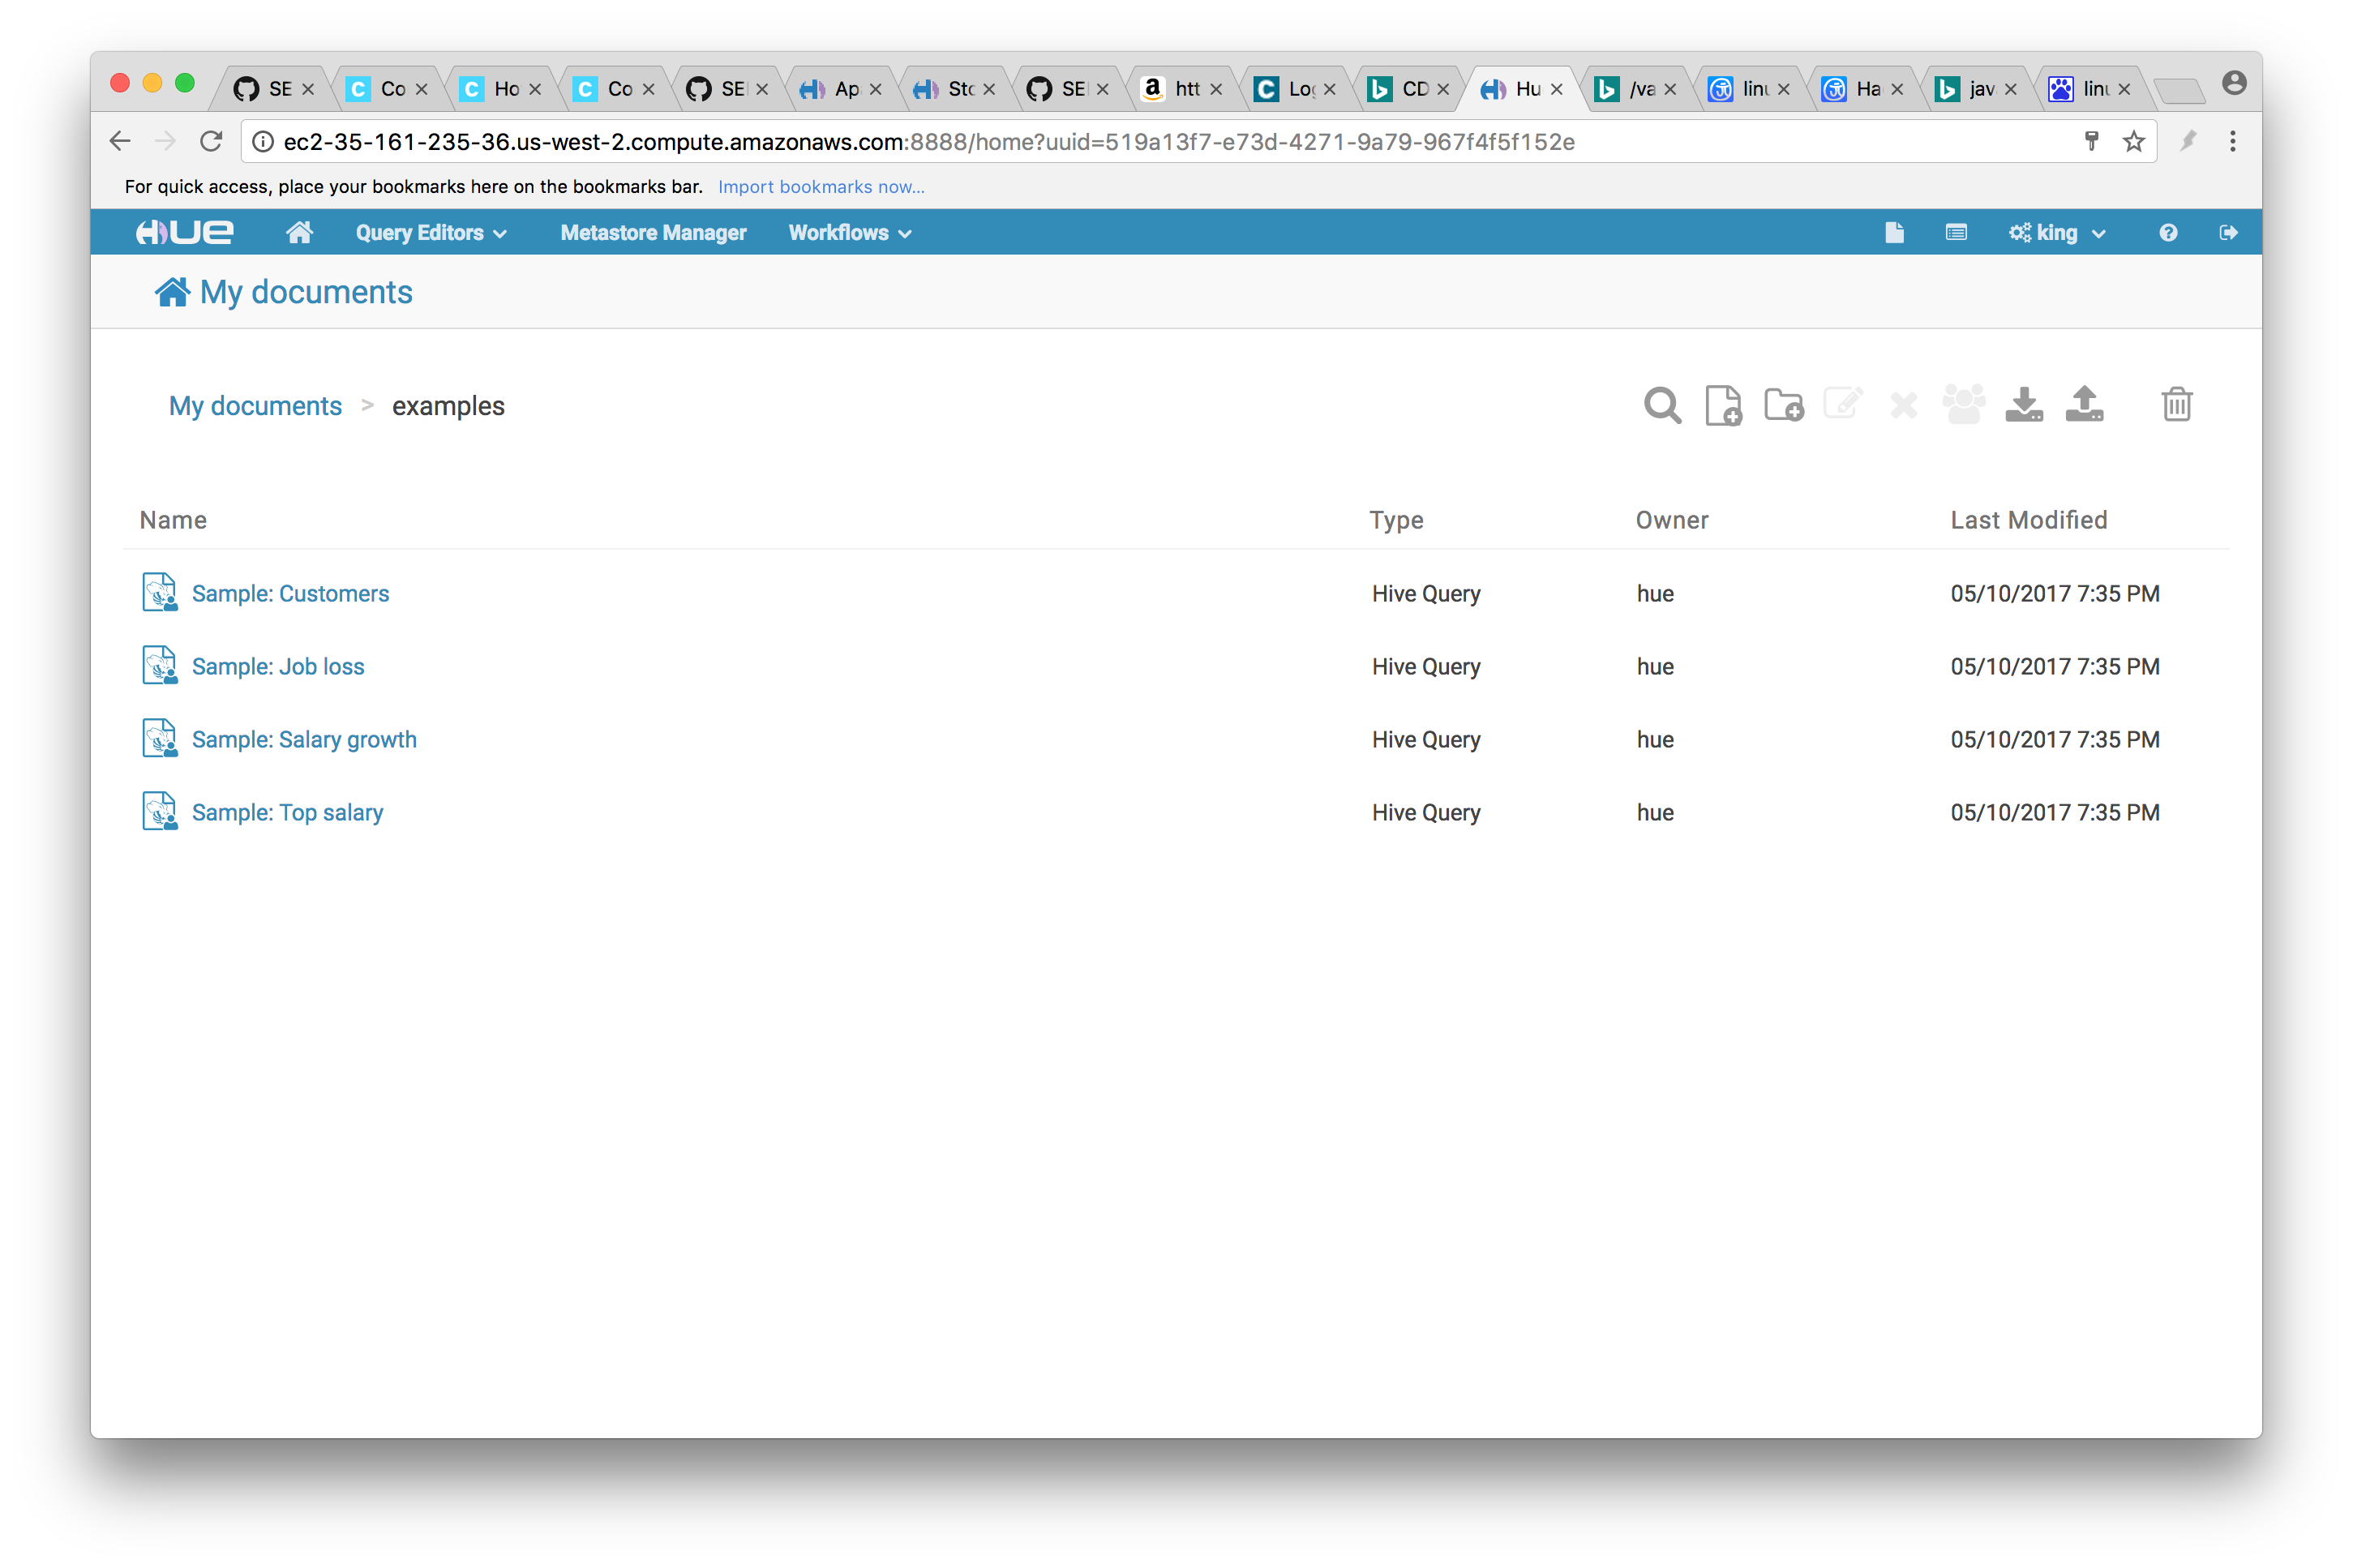 SE Co Ho Co SE Ap Sto SE htt Log CD Hu /va linu Ha jav linu
ec2-35-161-235-36.us-west-2.compute.amazonaws.com:8888/home?uuid=519a13f7-e73d-4271-9a79-967f4f5f152e
For quick access, place your bookmarks here on the bookmarks bar. Import bookmarks now...
HUE Query Editors Metastore Manager Workflows king
My documents
My documents > examples
Name Type Owner Last Modified
Sample: Customers Hive Query hue 05/10/2017 7:35 PM
Sample: Job loss Hive Query hue 05/10/2017 7:35 PM
Sample: Salary growth Hive Query hue 05/10/2017 7:35 PM
Sample: Top salary Hive Query hue 05/10/2017 7:35 PM